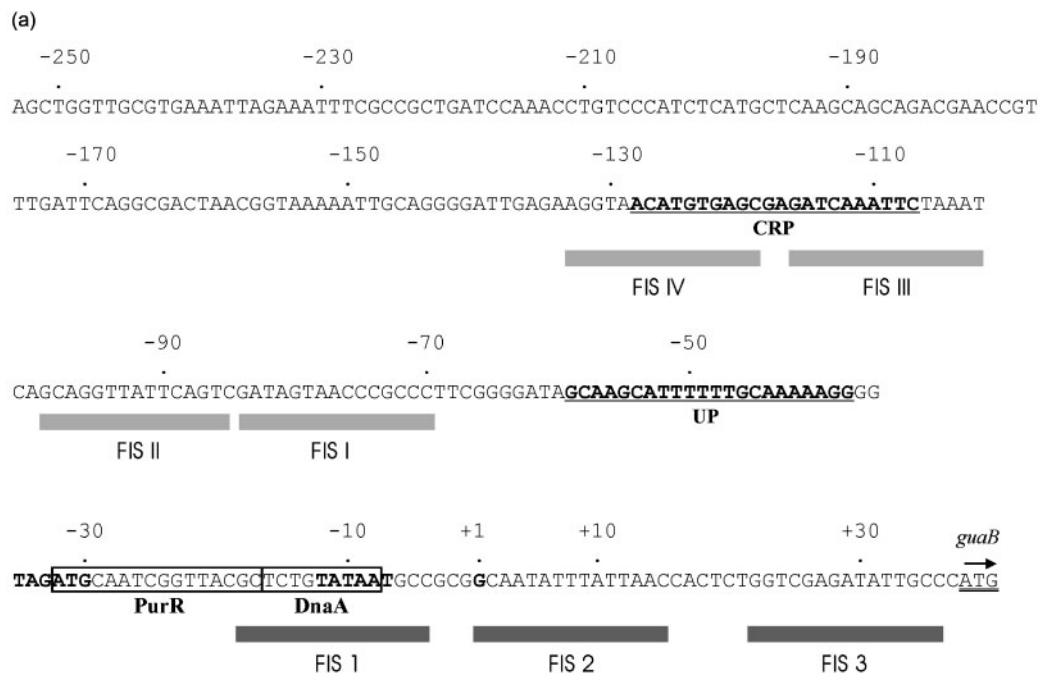 (a)
-250 -230 -210 -190
AGCTGGTTGCGTGAAATTAGAAATTTCGCCGCTGATCCAAACCTGTCCCATCTCATGCTCAAGCAGCAGACGAACCGT
-170 -150 -130 -110
TTGATTCAGGCGACTAACGGTAAAAATTGCAGGGGATTGAGAAGGTAACATGTGAGCGAGATCAAATTCTAAAT
CRP
FIS IV FIS III
-90 -70 -50
CAGCAGGTTATTCAGTCGATAGTAACCCGCCCTTCGGGGATAGCAAGCATTTTTTGCAAAAAGGGG
UP
FIS II FIS I
-30 -10 +1 +10 +30 guaB
TAGATGCAATCGGTTACGCTCTGTATAATGCCGCGGCAATATTTATTAACCACTCTGGTCGAGATATTGCCCATG
PurR DnaA
FIS 1 FIS 2 FIS 3